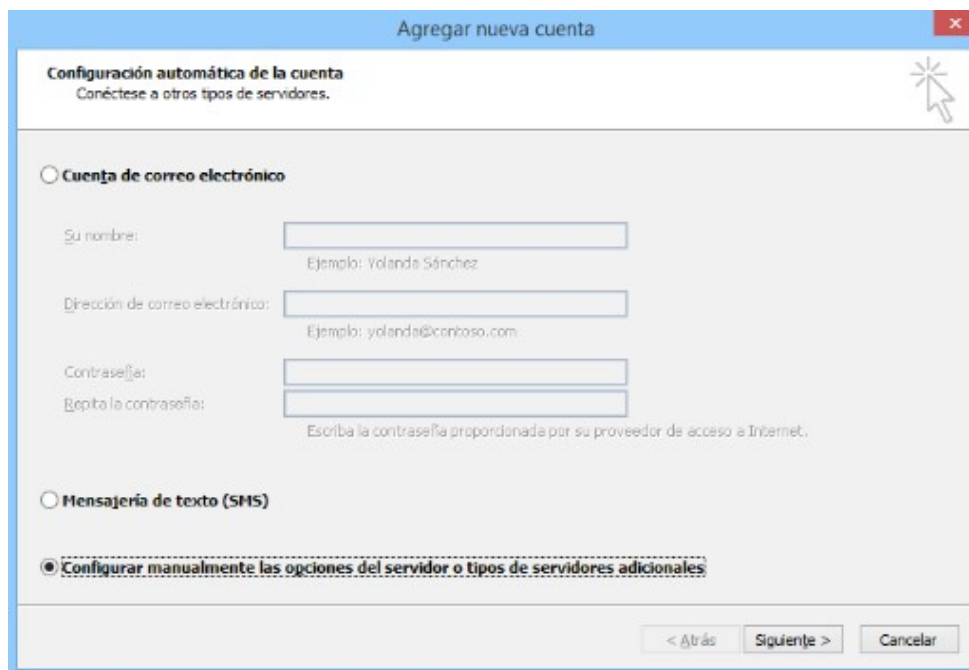 Agregar nueva cuenta
Configuración automática de la cuenta
Conéctese a otros tipos de servidores.
Cuenta de correo electrónico
Su nombre:
Ejemplo: Yolanda Sánchez
Dirección de correo electrónico:
Ejemplo: yolanda@contoso.com
Contraseña:
Repita la contraseña:
Escriba la contraseña proporcionada por su proveedor de acceso a Internet.
Mensajería de texto (SMS)
Configurar manualmente las opciones del servidor o tipos de servidores adicionales
< Atrás Siguiente > Cancelar